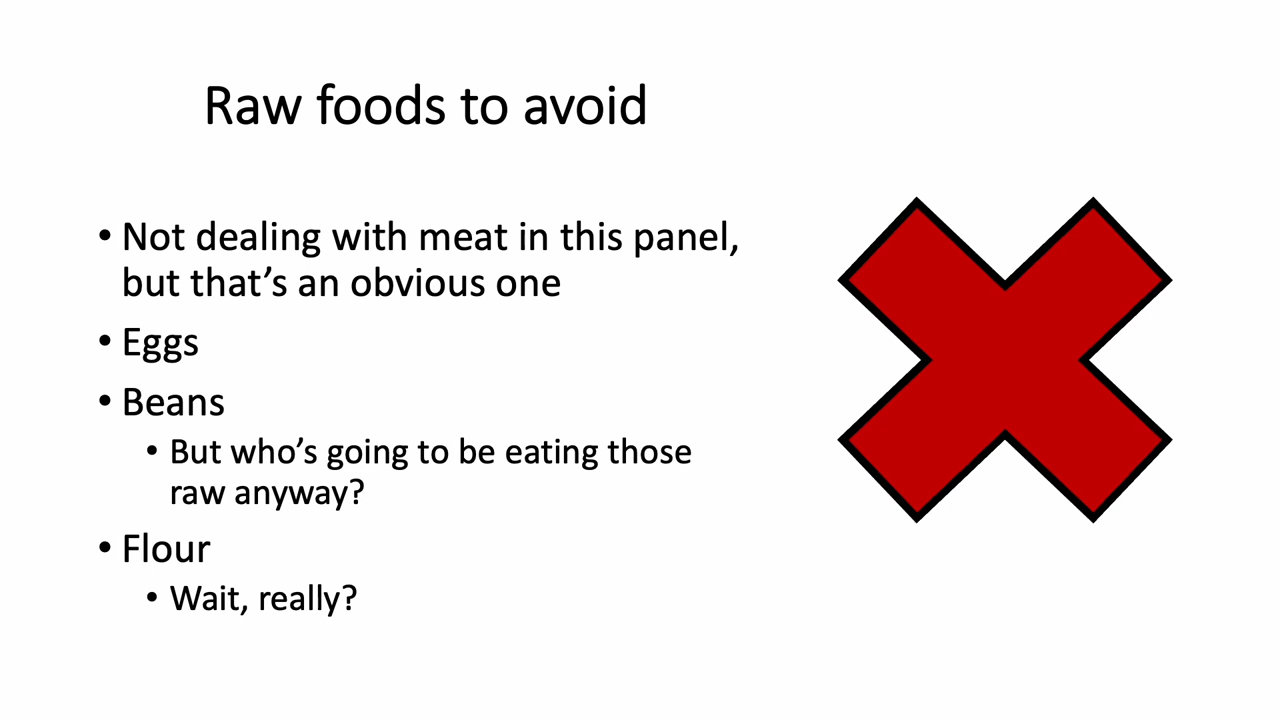 Raw foods to avoid
• Not dealing with meat in this panel,
but that’s an obvious one
• Eggs
• Beans
• But who’s going to be eating those
raw anyway?
• Flour
• Wait, really?